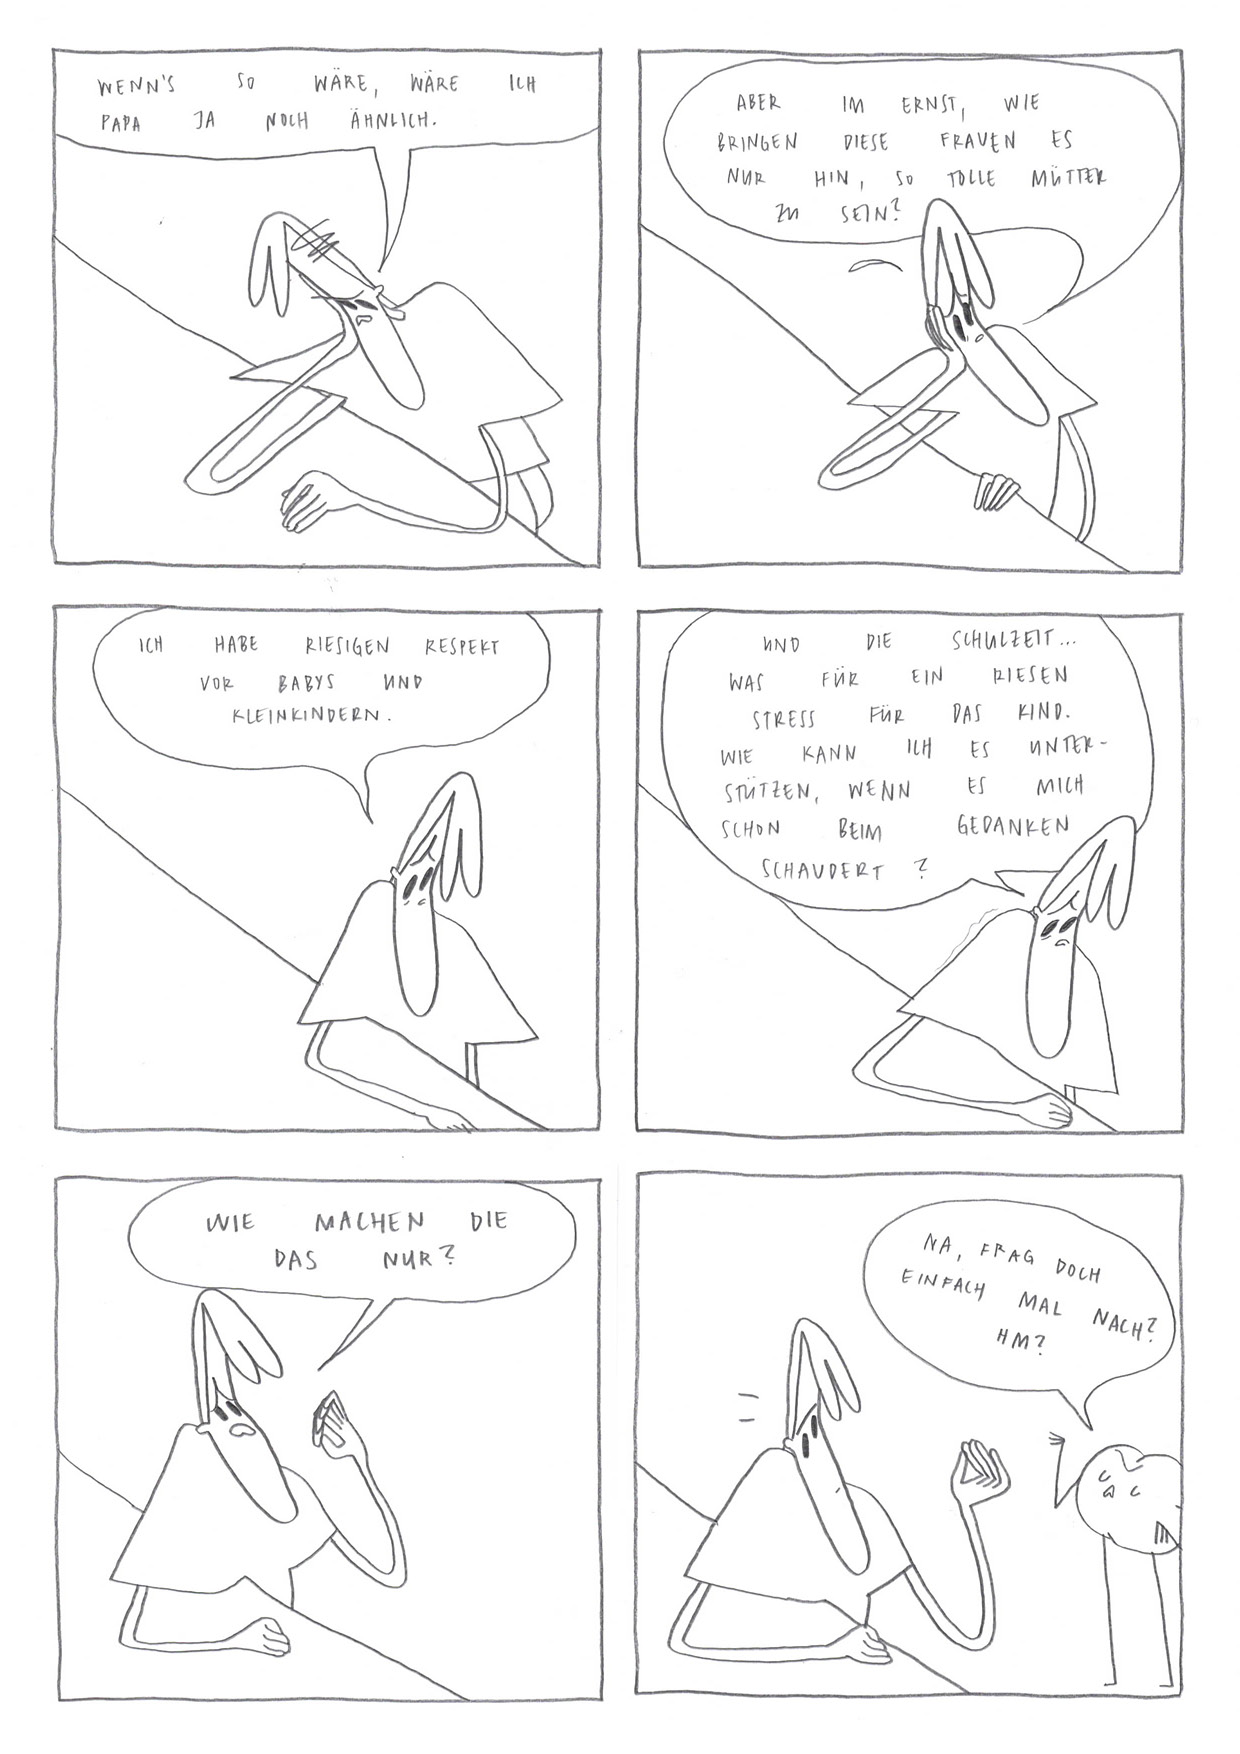 WENN'S SO WÄRE, WÄRE ICH
PAPA JA NOCH ÄHNLICH.
ABER IM ERNST, WIE
BRINGEN DIESE FRAUEN ES
NUR HIN, SO TOLLE MÜTTER
ZU SEIN?
ICH HABE RIESIGEN RESPEKT
VOR BABYS UND
KLEINKINDERN.
UND DIE SCHULZEIT...
WAS FÜR EIN RIESEN
STRESS FÜR DAS KIND.
WIE KANN ICH ES UNTER-
STÜTZEN, WENN ES MICH
SCHON BEIM GEDANKEN
SCHAUDERT ?
WIE MACHEN DIE
DAS NUR?
NA, FRAG DOCH
EINFACH MAL NACH?
HM?